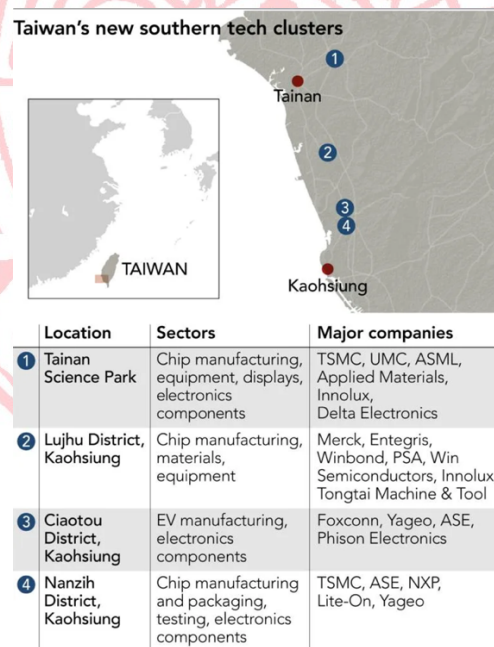 Taiwan's new southern tech clusters
1
Tainan
2
3
4
TAIWAN
Kaohsiung
Location Sectors Major companies
1 Tainan Chip manufacturing, TSMC, UMC, ASML,
Science Park equipment, displays, Applied Materials,
electronics Innolux,
components Delta Electronics
2 Lujhu District, Chip manufacturing, Merck, Entegris,
Kaohsiung materials, Winbond, PSA, Win
equipment Semiconductors, Innolux
Tongtai Machine & Tool
3 Ciaotou EV manufacturing, Foxconn, Yageo, ASE,
District, electronics Phison Electronics
Kaohsiung components
4 Nanzih Chip manufacturing TSMC, ASE, NXP,
District, and packaging, Lite-On, Yageo
Kaohsiung testing, electronics
components